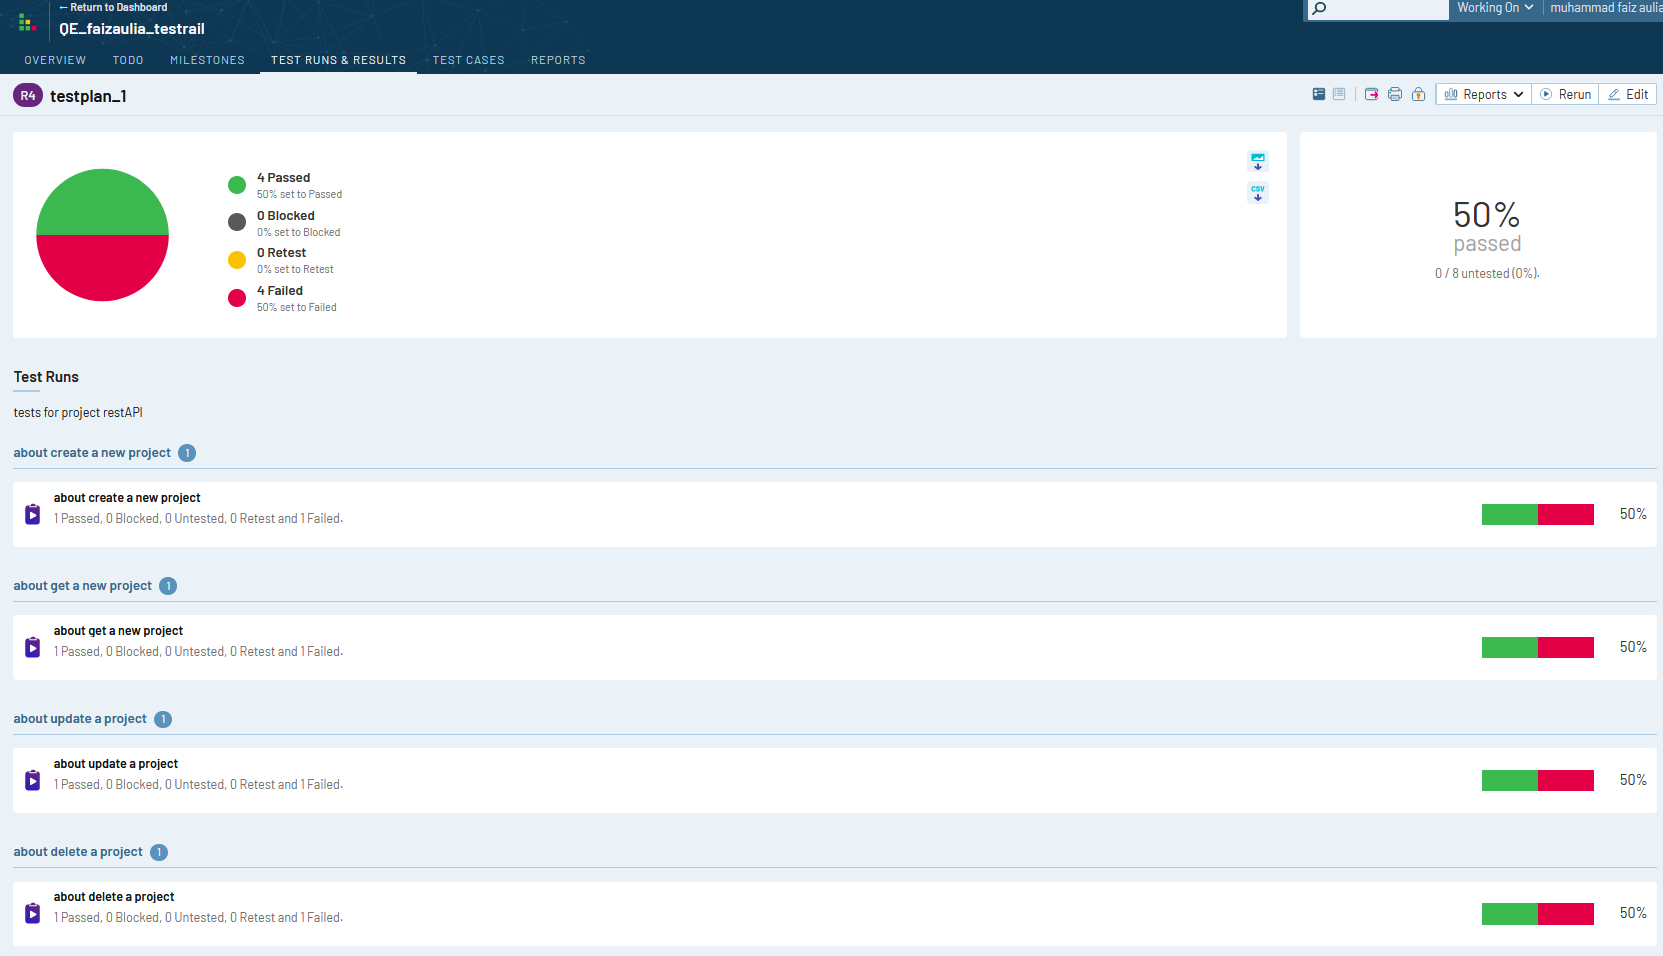 ← Return to Dashboard
QE_faizaulia_testrail
Working On
muhammad faiz aulia
OVERVIEW TODO MILESTONES TEST RUNS & RESULTS TEST CASES REPORTS
R4 testplan_1
Reports Rerun Edit
4 Passed
50% set to Passed
0 Blocked
0% set to Blocked
0 Retest
0% set to Retest
4 Failed
50% set to Failed
CSV
50%
passed
0 / 8 untested (0%).
Test Runs
tests for project restAPI
about create a new project 1
about create a new project
1 Passed, 0 Blocked, 0 Untested, 0 Retest and 1 Failed.
50%
about get a new project 1
about get a new project
1 Passed, 0 Blocked, 0 Untested, 0 Retest and 1 Failed.
50%
about update a project 1
about update a project
1 Passed, 0 Blocked, 0 Untested, 0 Retest and 1 Failed.
50%
about delete a project 1
about delete a project
1 Passed, 0 Blocked, 0 Untested, 0 Retest and 1 Failed.
50%